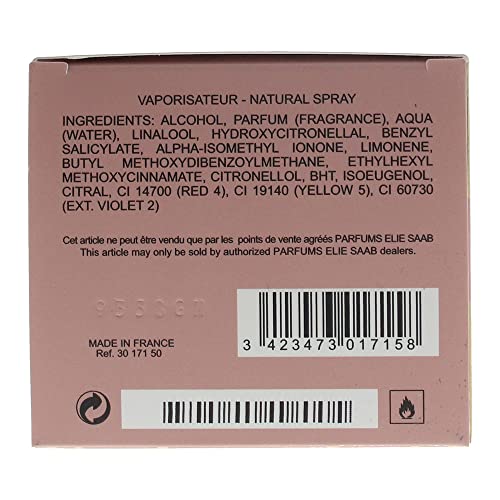 VAPORISATEUR - NATURAL SPRAY
INGREDIENTS: ALCOHOL, PARFUM (FRAGRANCE), AQUA
(WATER), LINALOOL, HYDROXYCITRONELLAL, BENZYL
SALICYLATE, ALPHA-ISOMETHYL IONONE, LIMONENE,
BUTYL METHOXYDIBENZOYLMETHANE, ETHYLHEXYL
METHOXYCINNAMATE, CITRONELLOL, BHT, ISOEUGENOL,
CITRAL, CI 14700 (RED 4), CI 19140 (YELLOW 5), CI 60730
(EXT. VIOLET 2)
Cet article ne peut être vendu que par les points de vente agréés PARFUMS ELIE SAAB
This article may only be sold by authorized PARFUMS ELIE SAAB dealers.
MADE IN FRANCE
Ref. 30 171 50
3 423473 017158